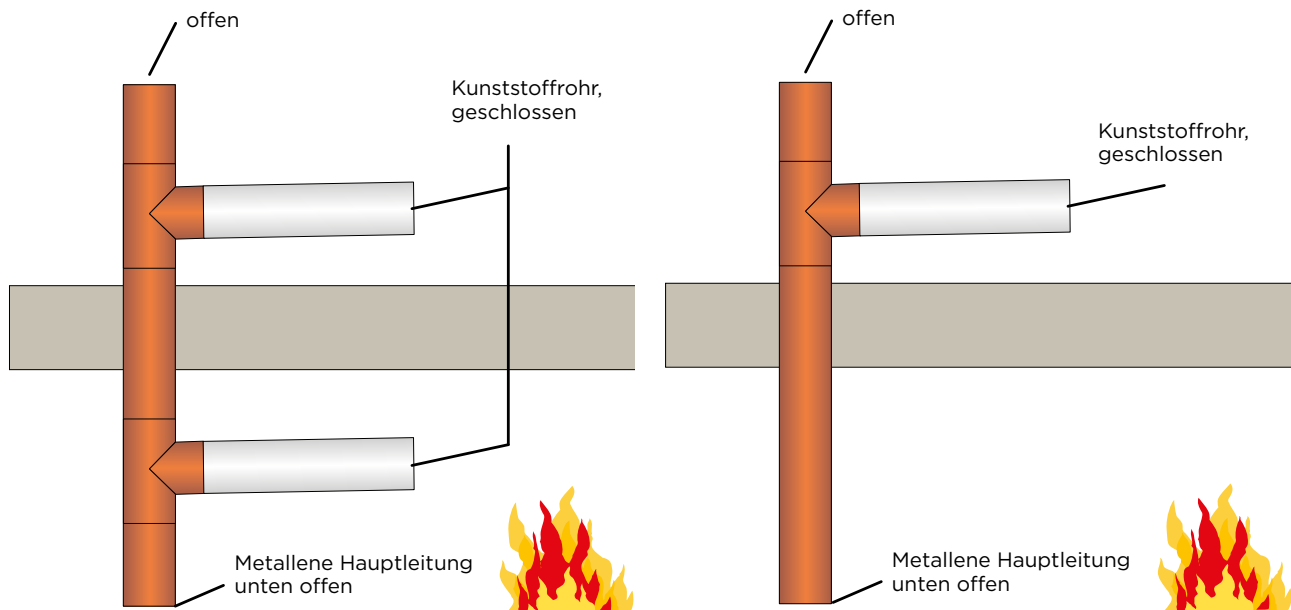 offen
Kunststoffrohr,
geschlossen
Metallene Hauptleitung
unten offen
offen
Kunststoffrohr,
geschlossen
Metallene Hauptleitung
unten offen